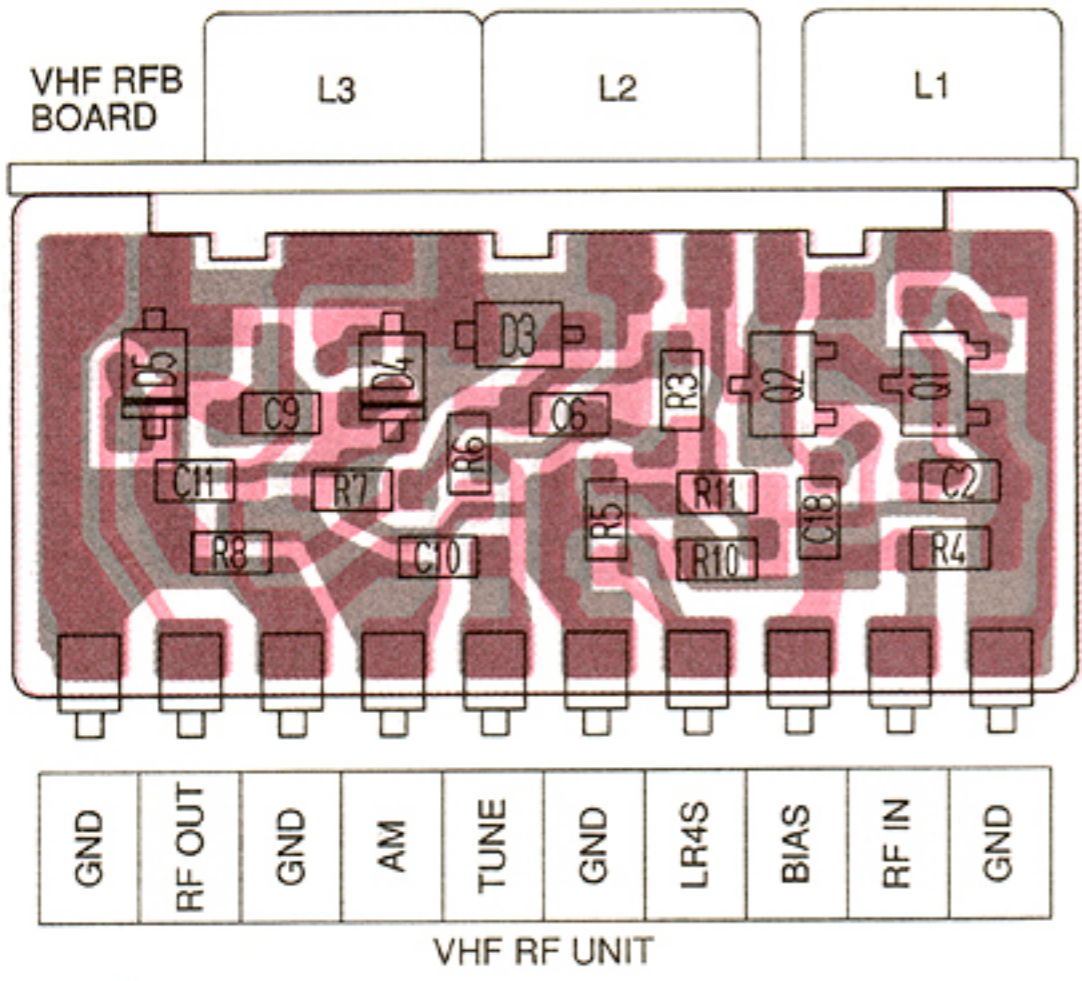 VHF RFB
BOARD
L3
L2
L1
D5
D4
D3
Q2
Q1
R3
C9
C6
R6
C11
R7
R11
C2
R5
C18
R8
C10
R10
R4
GND
RF OUT
GND
AM
TUNE
GND
LR4S
BIAS
RF IN
GND
VHF RF UNIT